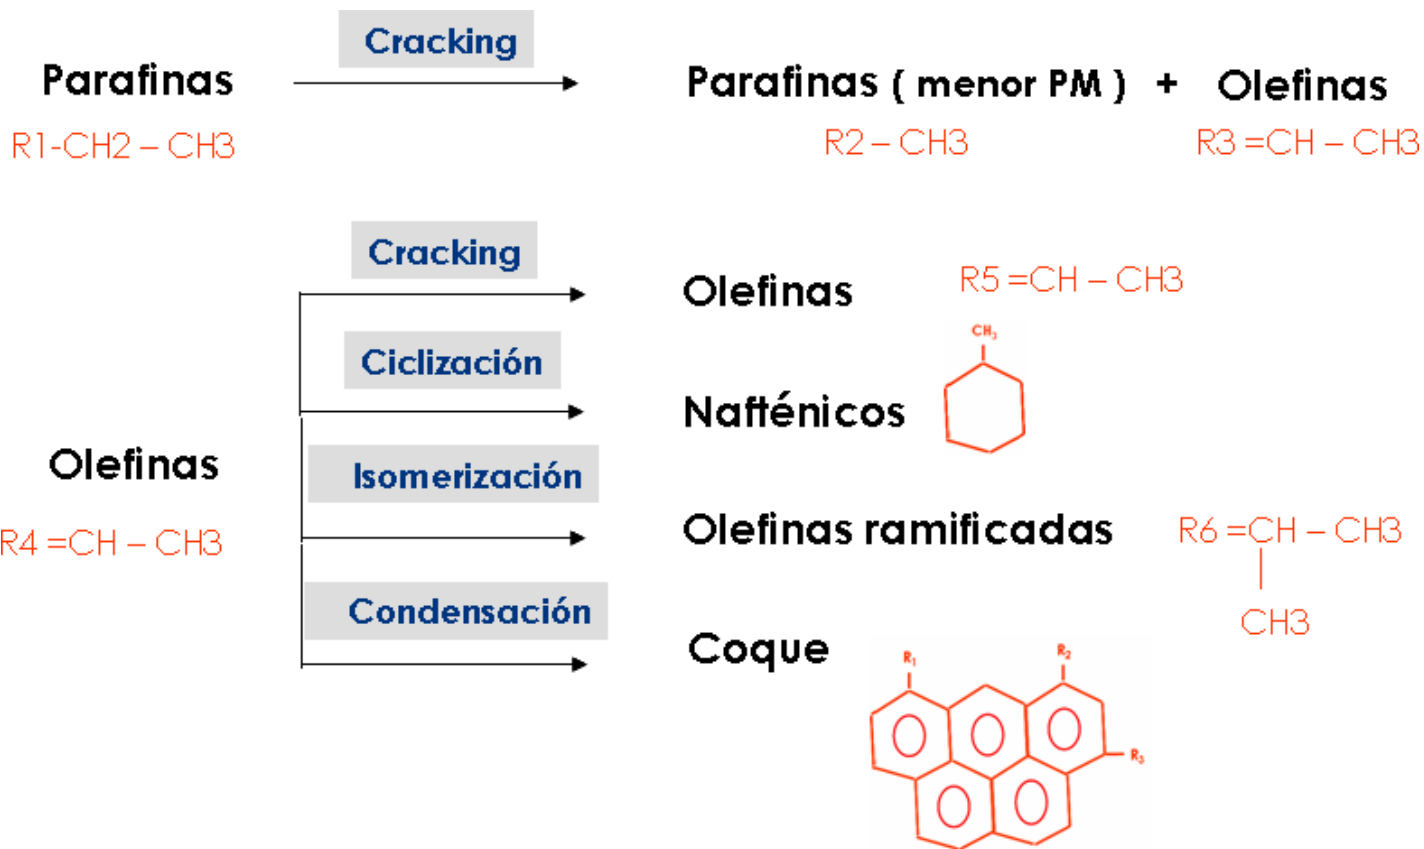 Cracking
Parafinas
Parafinas ( menor PM ) + Olefinas
R1-CH2 – CH3
R2 – CH3
R3 =CH – CH3
Cracking
Olefinas
R5 =CH – CH3
Ciclización
CH3
Nafténicos
Olefinas
R4 =CH – CH3
Isomerización
Olefinas ramificadas
R6 =CH – CH3
CH3
Condensación
Coque
R1
R2
R3